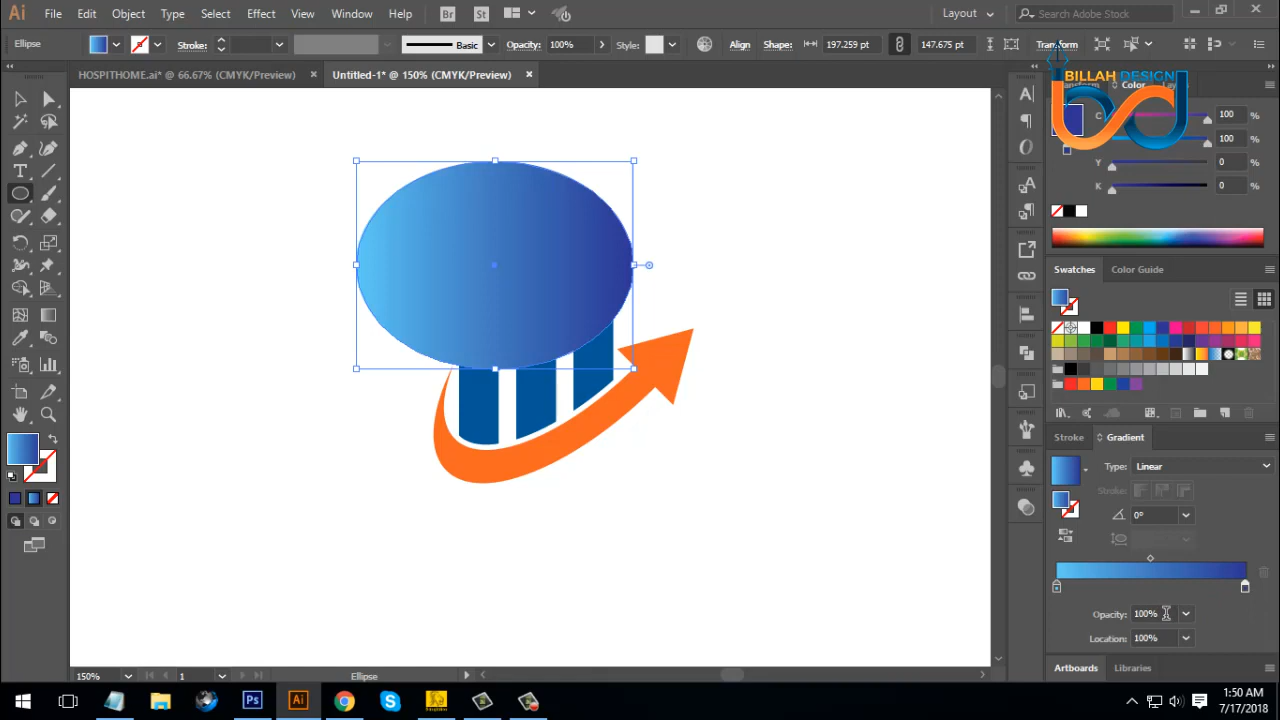 Ai File Edit Object Type Select Effect View Window Help Br St Layout Search Adobe Stock
Ellipse Stroke: Basic Opacity: 100% Style: Align Shape: 197.259 pt 147.675 pt Transform
HOSPITHOME.ai* @ 66.67% (CMYK/Preview) × Untitled-1* @ 150% (CMYK/Preview) ×
BILLAH DESIGN
Color
C 100 %
100 %
Y 0 %
K 0 %
Swatches Color Guide
Stroke Gradient
Type: Linear
Stroke:
0°
Opacity: 100%
Location: 100%
Artboards Libraries
150% 1 Ellipse
Ps Ai
1:50 AM
7/17/2018